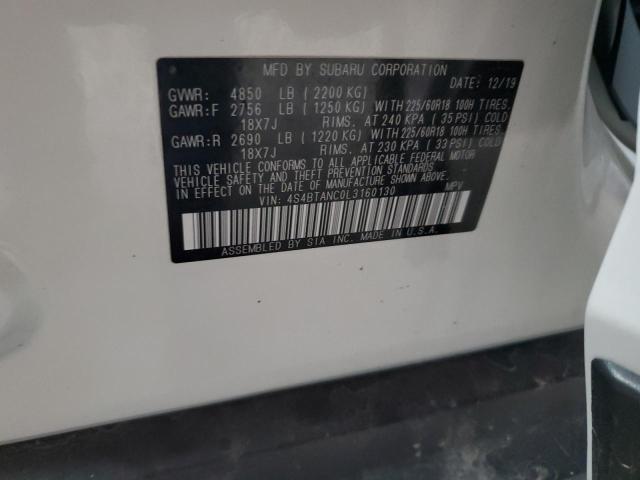 MFD BY SUBARU CORPORATION
DATE: 12/19
GVWR: 4850 LB (2200 KG)
GAWR:F 2756 LB (1250 KG) WITH 225/60R18 100H TIRES,
18X7J RIMS, AT 240 KPA (35 PSI) COLD
GAWR:R 2690 LB (1220 KG) WITH 225/60R18 100H TIRES,
18X7J RIMS, AT 230 KPA (33 PSI) COLD
THIS VEHICLE CONFORMS TO ALL APPLICABLE FEDERAL MOTOR
VEHICLE SAFETY AND THEFT PREVENTION STANDARDS
IN EFFECT ON THE DATE OF MANUFACTURE SHOWN ABOVE.
VIN: 4S4BTANC0L3160130 MPV
ASSEMBLED BY SIA INC. MADE IN U.S.A.